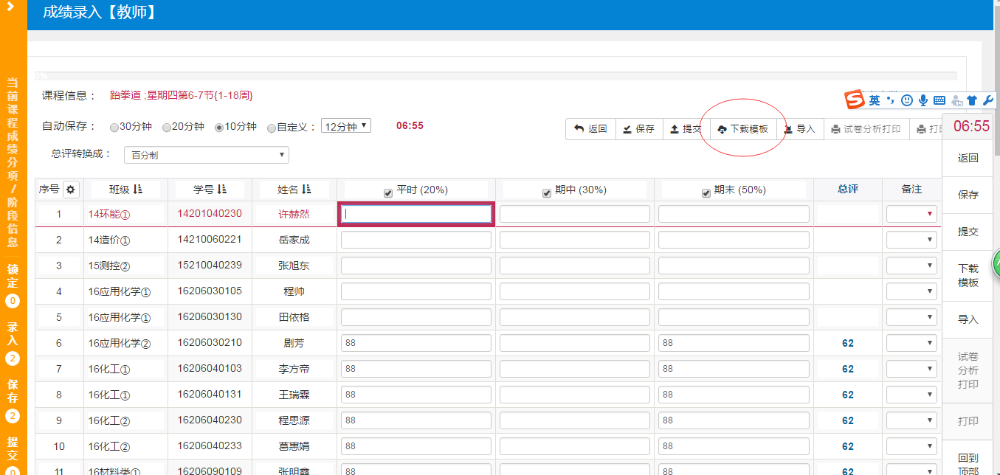 成绩录入【教师】
课程信息： 跆拳道 ;星期四第6-7节{1-18周}
英
自动保存： 30分钟 20分钟 10分钟 自定义： 12分钟 06:55
返回 保存 提交 下载模板 导入 试卷分析打印
总评转换成： 百分制
序号 班级 学号 姓名 平时 (20%) 期中 (30%) 期末 (50%) 总评 备注
1 14环能① 14201040230 许赫然
2 14造价① 14210060221 岳家成
3 15测控② 15210040239 张旭东
4 16应用化学① 16206030105 程帅
5 16应用化学① 16206030130 田依格
6 16应用化学② 16206030210 剧芳 88 88 62
7 16化工① 16206040103 李方帝 88 88 62
8 16化工① 16206040131 王瑞霖 88 88 62
9 16化工② 16206040230 程思源 88 88 62
10 16化工② 16206040233 葛惠娟 88 88 62
11 16材料类① 16206090109 张明鑫 88 88 62
当前课程成绩分项/阶段信息
锁定
0
录入
2
保存
2
提交
0
06:55
返回
保存
提交
下载
模板
导入
试卷
分析
打印
打印
回到
顶部